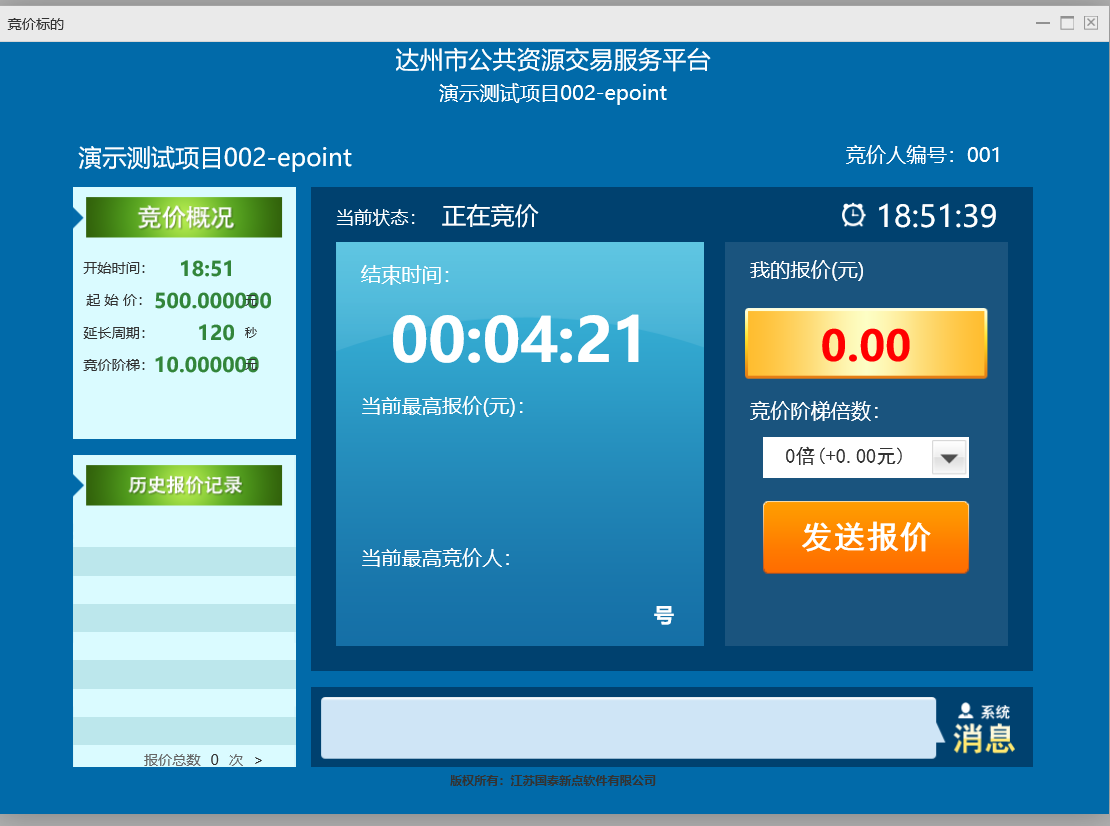 竞价标的
达州市公共资源交易服务平台
演示测试项目002-epoint
演示测试项目002-epoint
竞价人编号：001
竞价概况
开始时间： 18:51
起 始 价： 500.000000 元
延长周期： 120 秒
竞价阶梯： 10.000000 元
历史报价记录
报价总数 0 次 >
当前状态： 正在竞价
18:51:39
结束时间：
00:04:21
当前最高报价(元)：
当前最高竞价人：
号
我的报价(元)
0.00
竞价阶梯倍数：
0倍(+0.00元)
发送报价
系统
消息
版权所有：江苏国泰新点软件有限公司